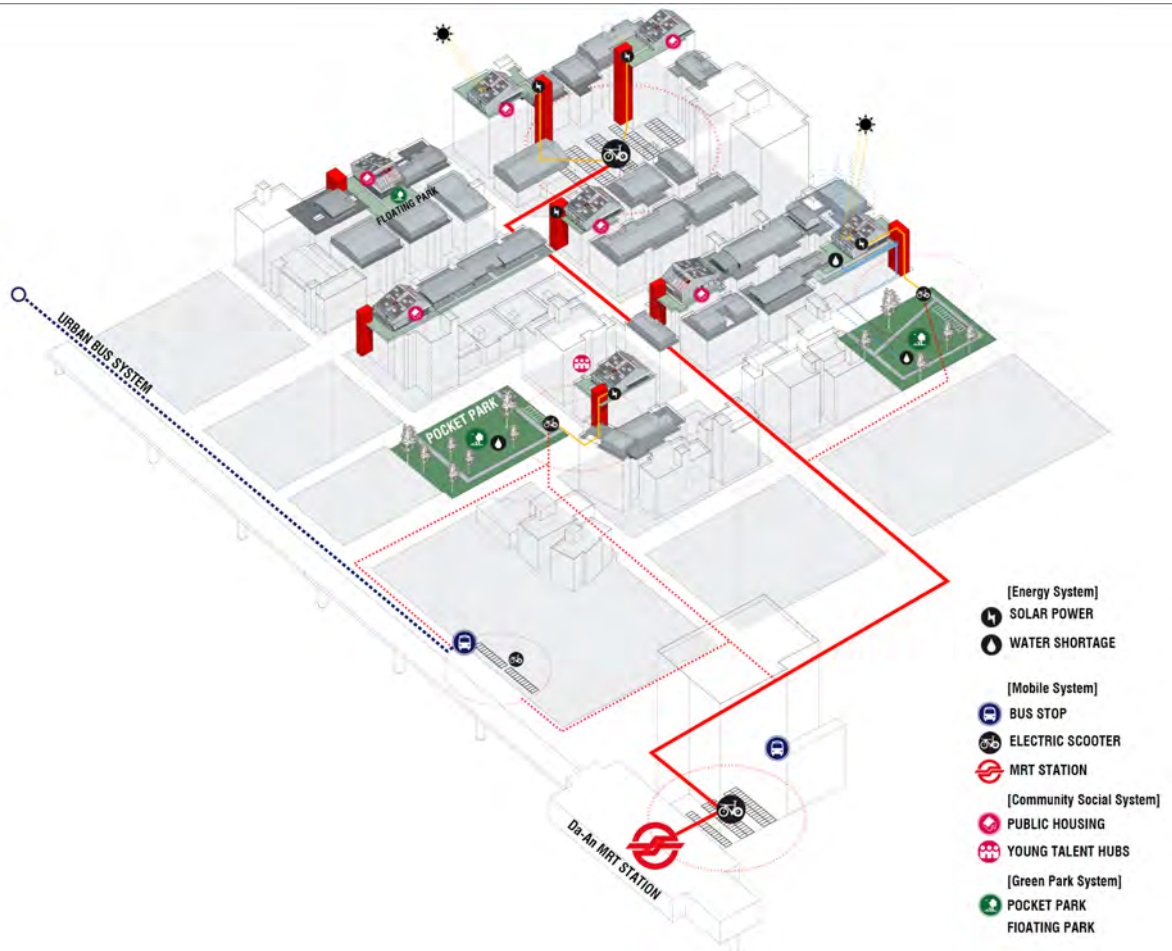 FLOATING PARK
URBAN BUS SYSTEM
POCKET PARK
Da-An MRT STATION
[Energy System]
SOLAR POWER
WATER SHORTAGE
[Mobile System]
BUS STOP
ELECTRIC SCOOTER
MRT STATION
[Community Social System]
PUBLIC HOUSING
YOUNG TALENT HUBS
[Green Park System]
POCKET PARK
FIOATING PARK